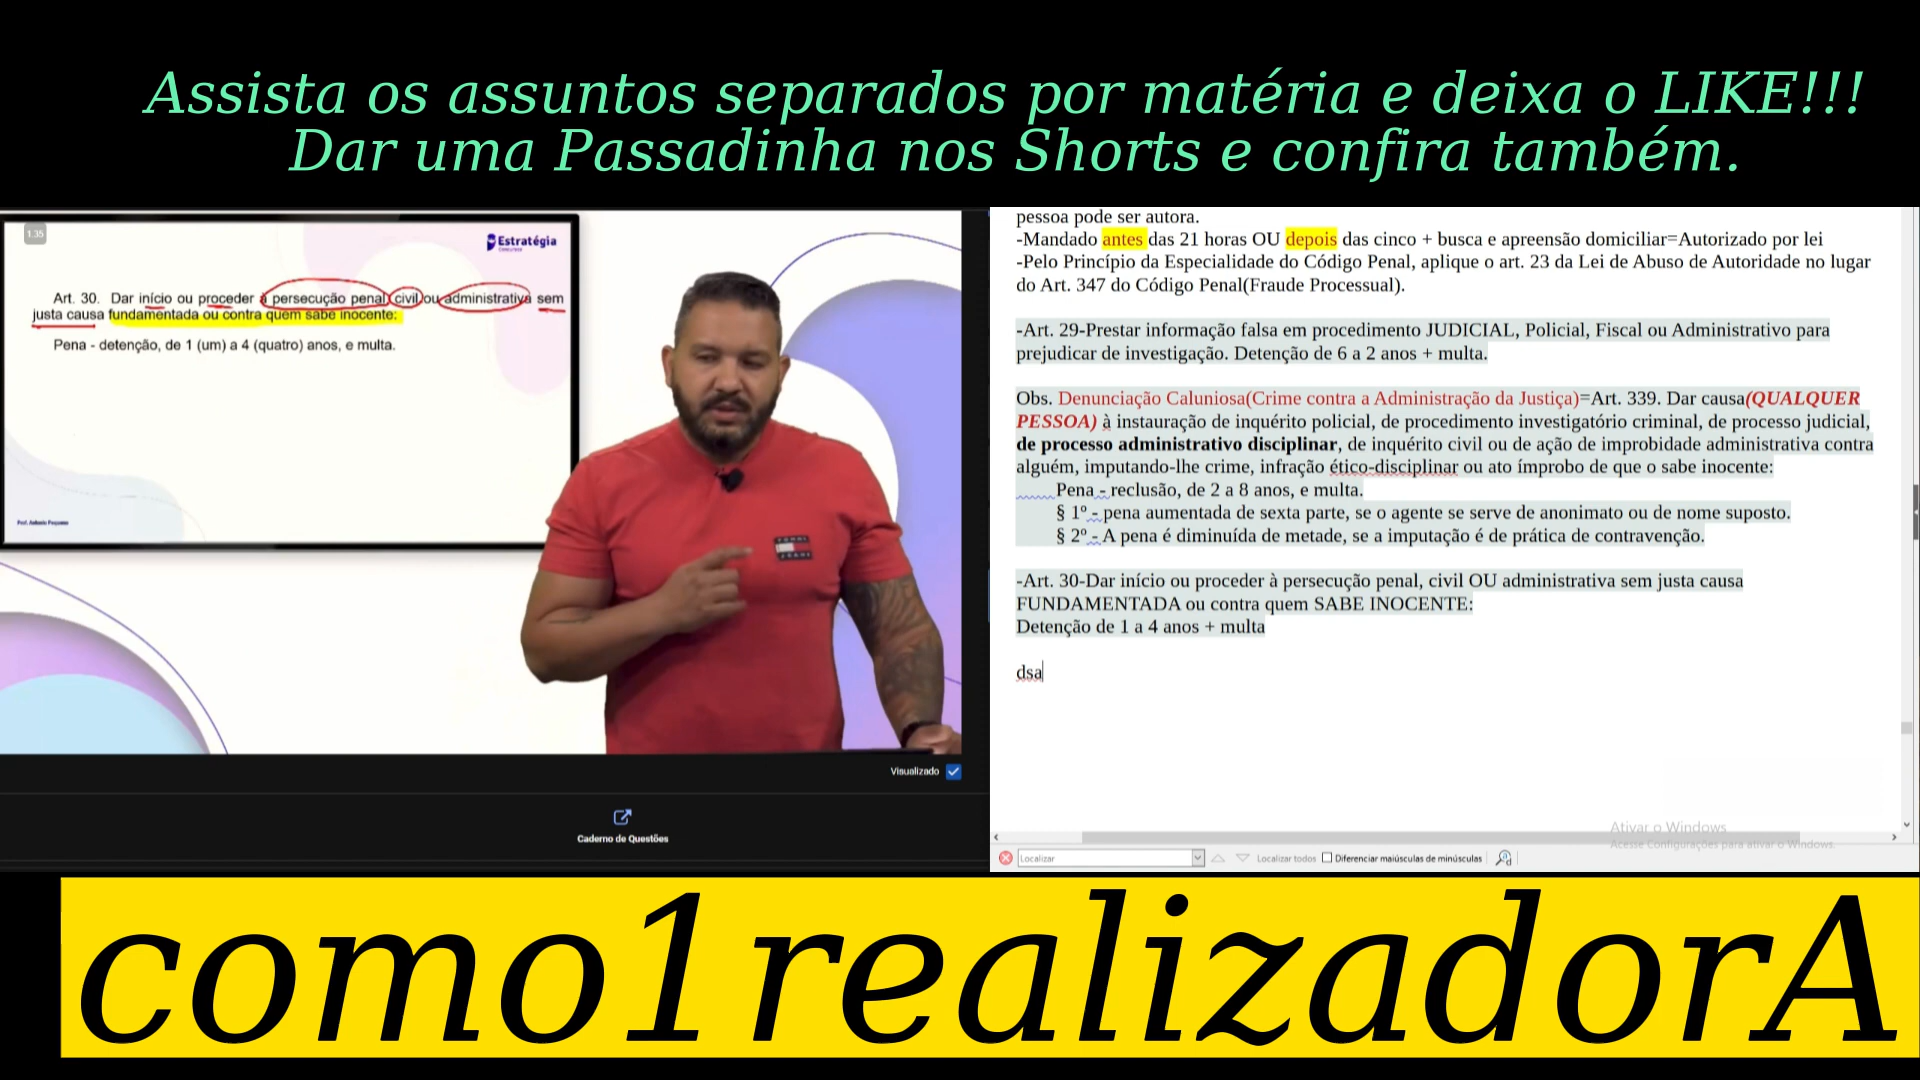 Assista os assuntos separados por matéria e deixa o LIKE!!!
Dar uma Passadinha nos Shorts e confira também.
1.35
Estratégia
Art. 30. Dar início ou proceder à persecução penal, civil ou administrativa sem
justa causa fundamentada ou contra quem sabe inocente:
Pena - detenção, de 1 (um) a 4 (quatro) anos, e multa.
Prof. Antonio Pequeno
Visualizado
Caderno de Questões
pessoa pode ser autora.
-Mandado antes das 21 horas OU depois das cinco + busca e apreensão domiciliar=Autorizado por lei
-Pelo Princípio da Especialidade do Código Penal, aplique o art. 23 da Lei de Abuso de Autoridade no lugar
do Art. 347 do Código Penal(Fraude Processual).
-Art. 29-Prestar informação falsa em procedimento JUDICIAL, Policial, Fiscal ou Administrativo para
prejudicar de investigação. Detenção de 6 a 2 anos + multa.
Obs. Denunciação Caluniosa(Crime contra a Administração da Justiça)=Art. 339. Dar causa(QUALQUER
PESSOA) à instauração de inquérito policial, de procedimento investigatório criminal, de processo judicial,
de processo administrativo disciplinar, de inquérito civil ou de ação de improbidade administrativa contra
alguém, imputando-lhe crime, infração ético-disciplinar ou ato ímprobo de que o sabe inocente:
Pena - reclusão, de 2 a 8 anos, e multa.
§ 1º - pena aumentada de sexta parte, se o agente se serve de anonimato ou de nome suposto.
§ 2º - A pena é diminuída de metade, se a imputação é de prática de contravenção.
-Art. 30-Dar início ou proceder à persecução penal, civil OU administrativa sem justa causa
FUNDAMENTADA ou contra quem SABE INOCENTE:
Detenção de 1 a 4 anos + multa
dsa
Ativar o Windows
Acesse Configurações para ativar o Windows.
Localizar
Localizar todos
Diferenciar maiúsculas de minúsculas
como1realizadorA